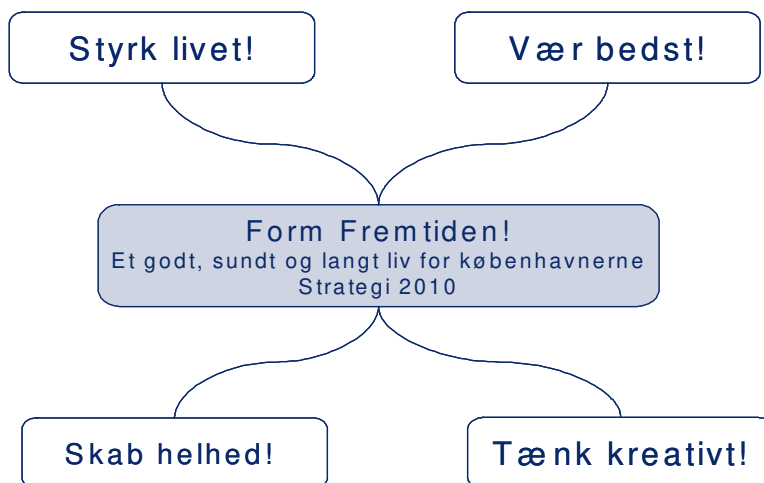 Styrk livet!
Vær bedst!
Form Fremtiden!
Et godt, sundt og langt liv for københavnerne
Strategi 2010
Skab helhed!
Tænk kreativt!